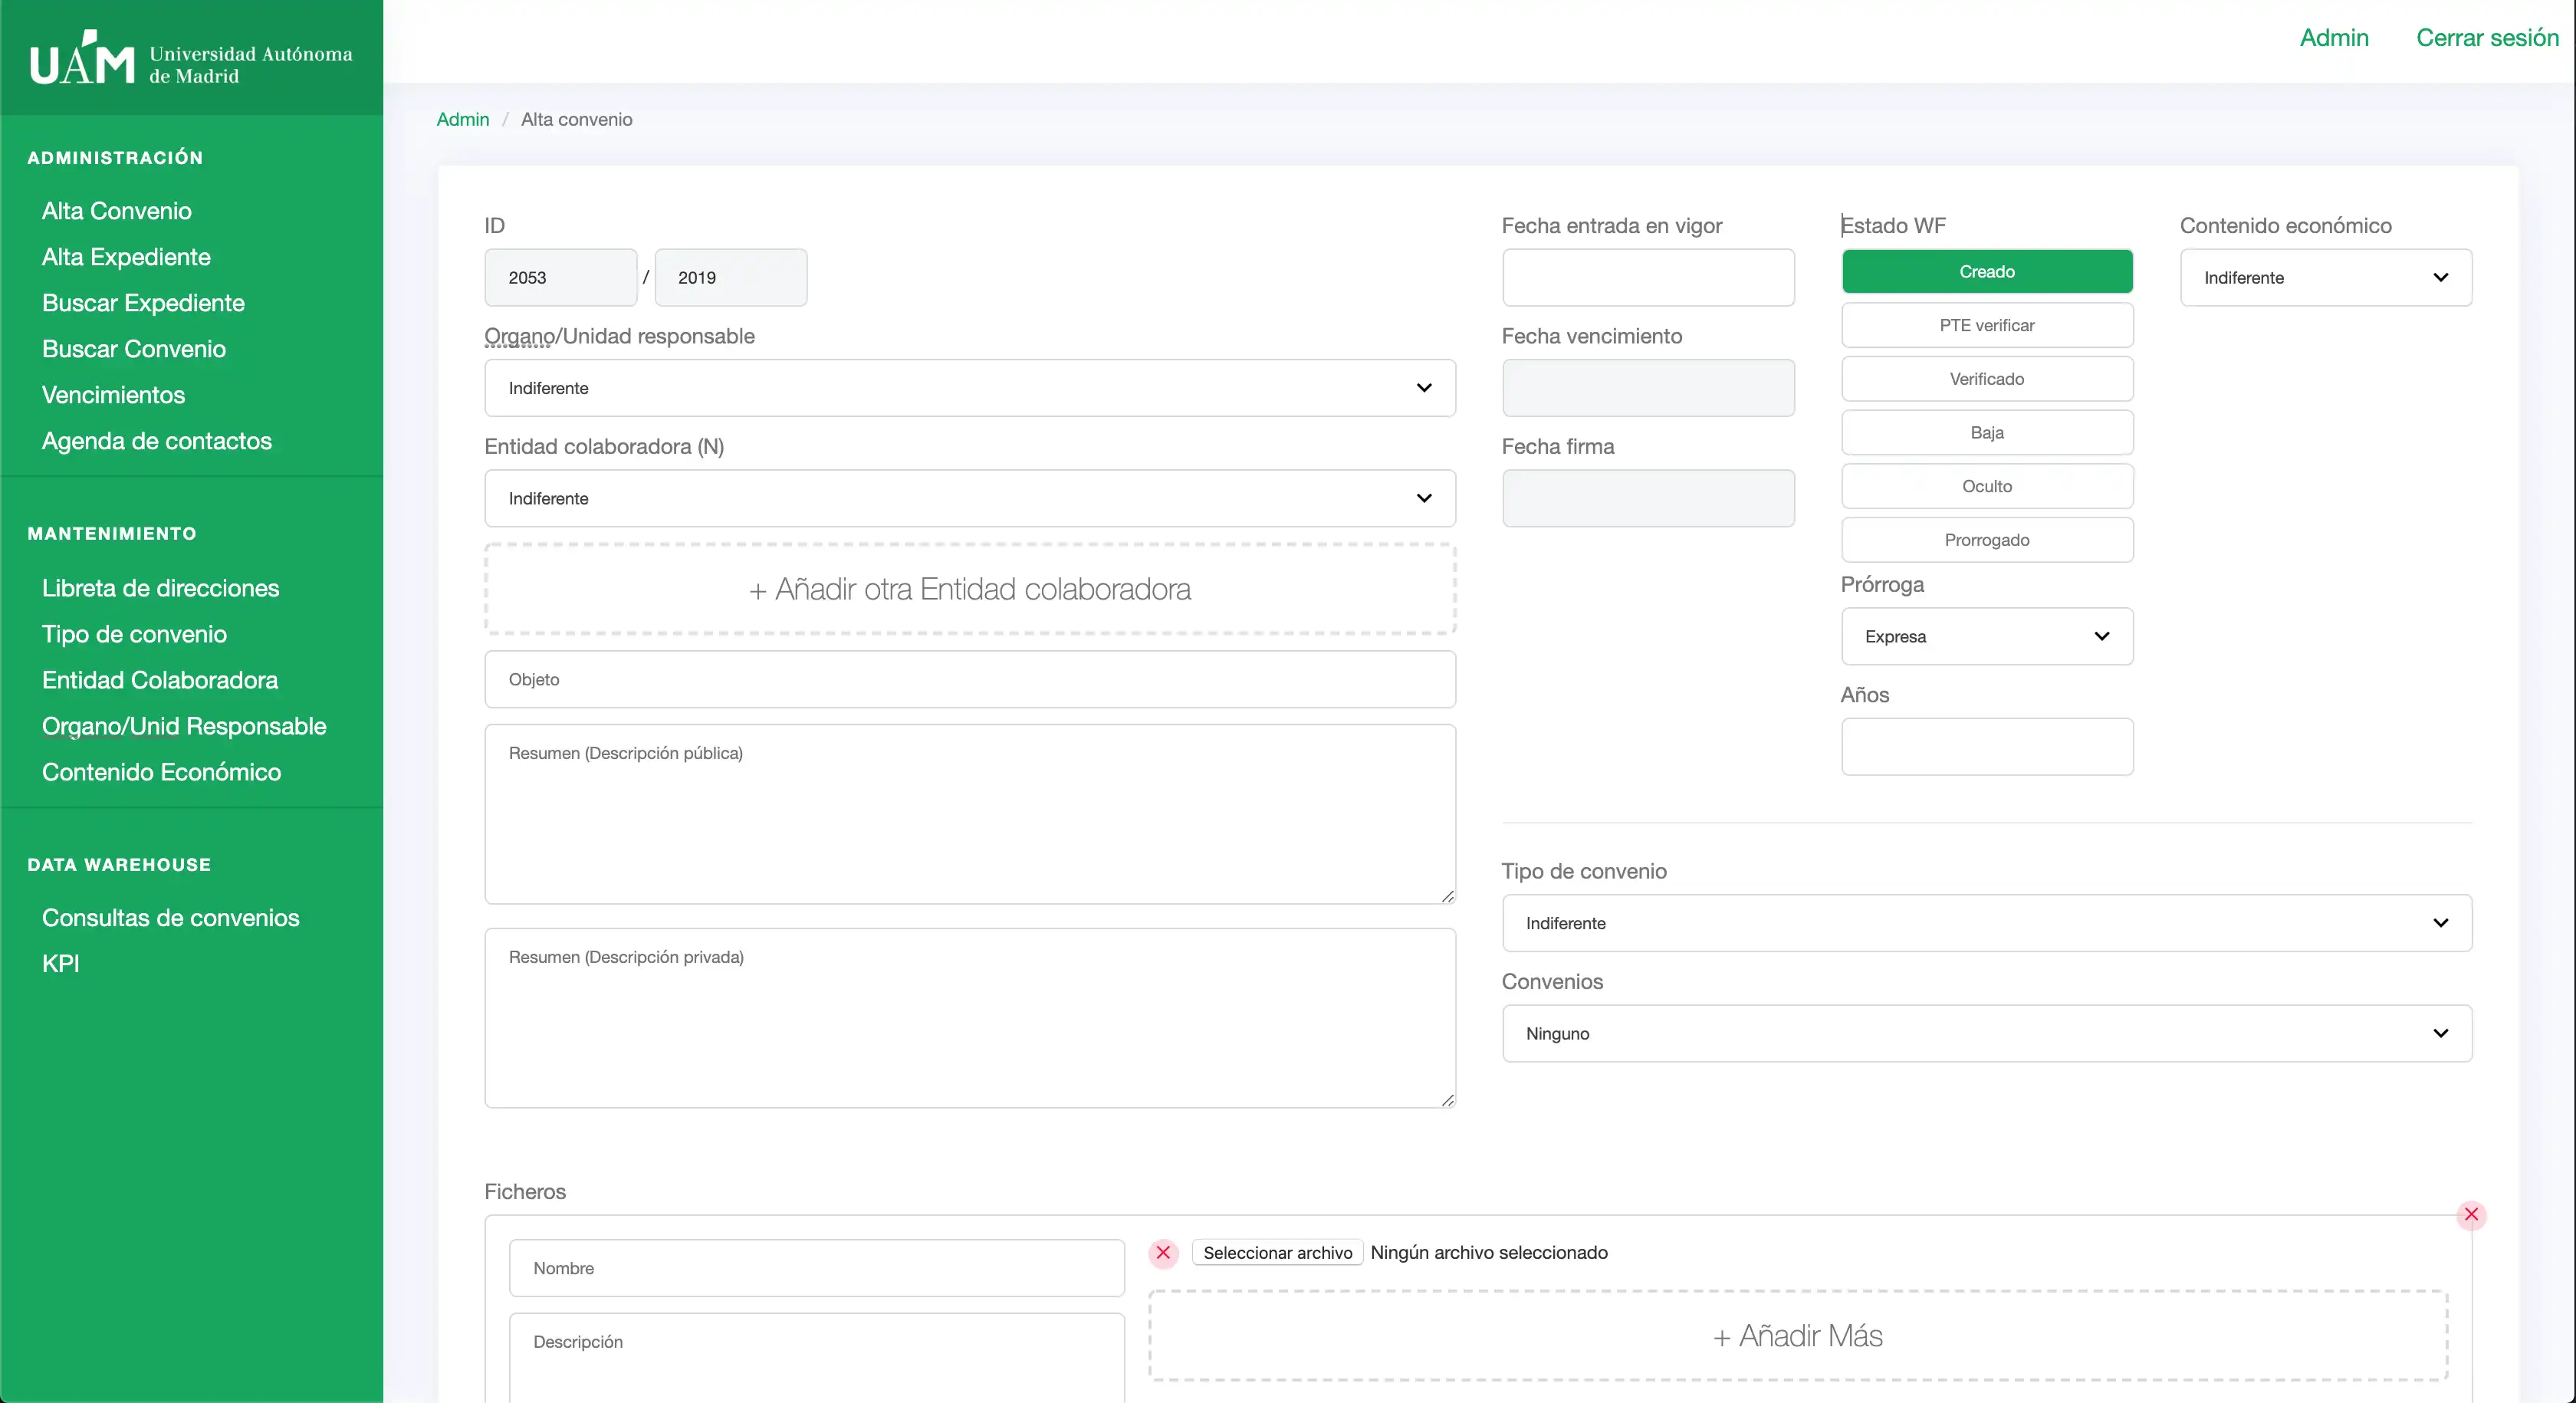 UÁM Universidad Autónoma
de Madrid
Admin
Cerrar sesión
ADMINISTRACIÓN
Alta Convenio
Alta Expediente
Buscar Expediente
Buscar Convenio
Vencimientos
Agenda de contactos
MANTENIMIENTO
Libreta de direcciones
Tipo de convenio
Entidad Colaboradora
Organo/Unid Responsable
Contenido Económico
DATA WAREHOUSE
Consultas de convenios
KPI
Admin / Alta convenio
ID
2053 / 2019
Organo/Unidad responsable
Indiferente
Entidad colaboradora (N)
Indiferente
+ Añadir otra Entidad colaboradora
Objeto
Resumen (Descripción pública)
Resumen (Descripción privada)
Fecha entrada en vigor
Fecha vencimiento
Fecha firma
Estado WF
Creado
PTE verificar
Verificado
Baja
Oculto
Prorrogado
Prórroga
Expresa
Años
Contenido económico
Indiferente
Tipo de convenio
Indiferente
Convenios
Ninguno
Ficheros
Nombre
Descripción
Seleccionar archivo Ningún archivo seleccionado
+ Añadir Más